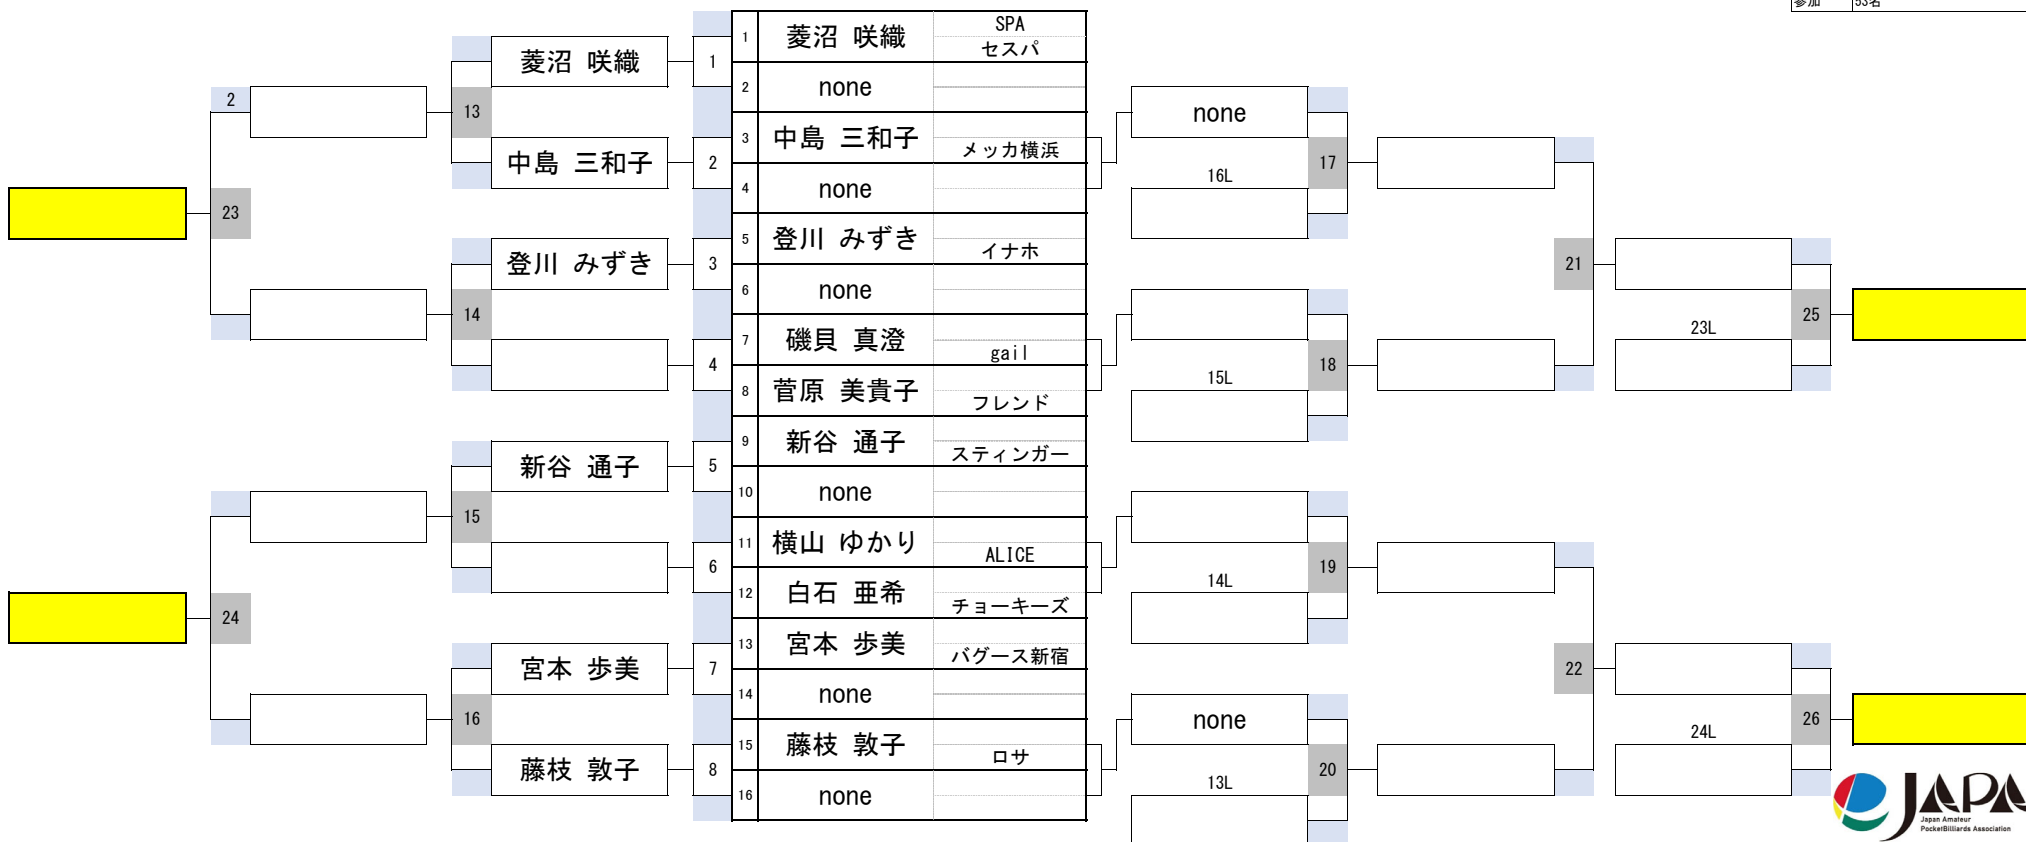 参加 53名
1 菱沼 咲織 SPA
セスパ
菱沼 咲織 1
2 none
2
13
none
3 中島 三和子 メッカ横浜
中島 三和子 2
17
16L
4 none
23
5 登川 みずき イナホ
登川 みずき 3
21
6 none
14
25
23L
7 磯貝 真澄 gail
4
18
15L
8 菅原 美貴子 フレンド
9 新谷 通子 スティンガー
新谷 通子 5
10 none
15
11 横山 ゆかり ALICE
6
19
14L
12 白石 亜希 チョーキーズ
24
13 宮本 歩美 バグース新宿
宮本 歩美 7
22
14 none
16
none
26
24L
15 藤枝 敦子 ロサ
藤枝 敦子 8
20
13L
16 none
JAPA
Japan Amateur
PocketBilliards Association